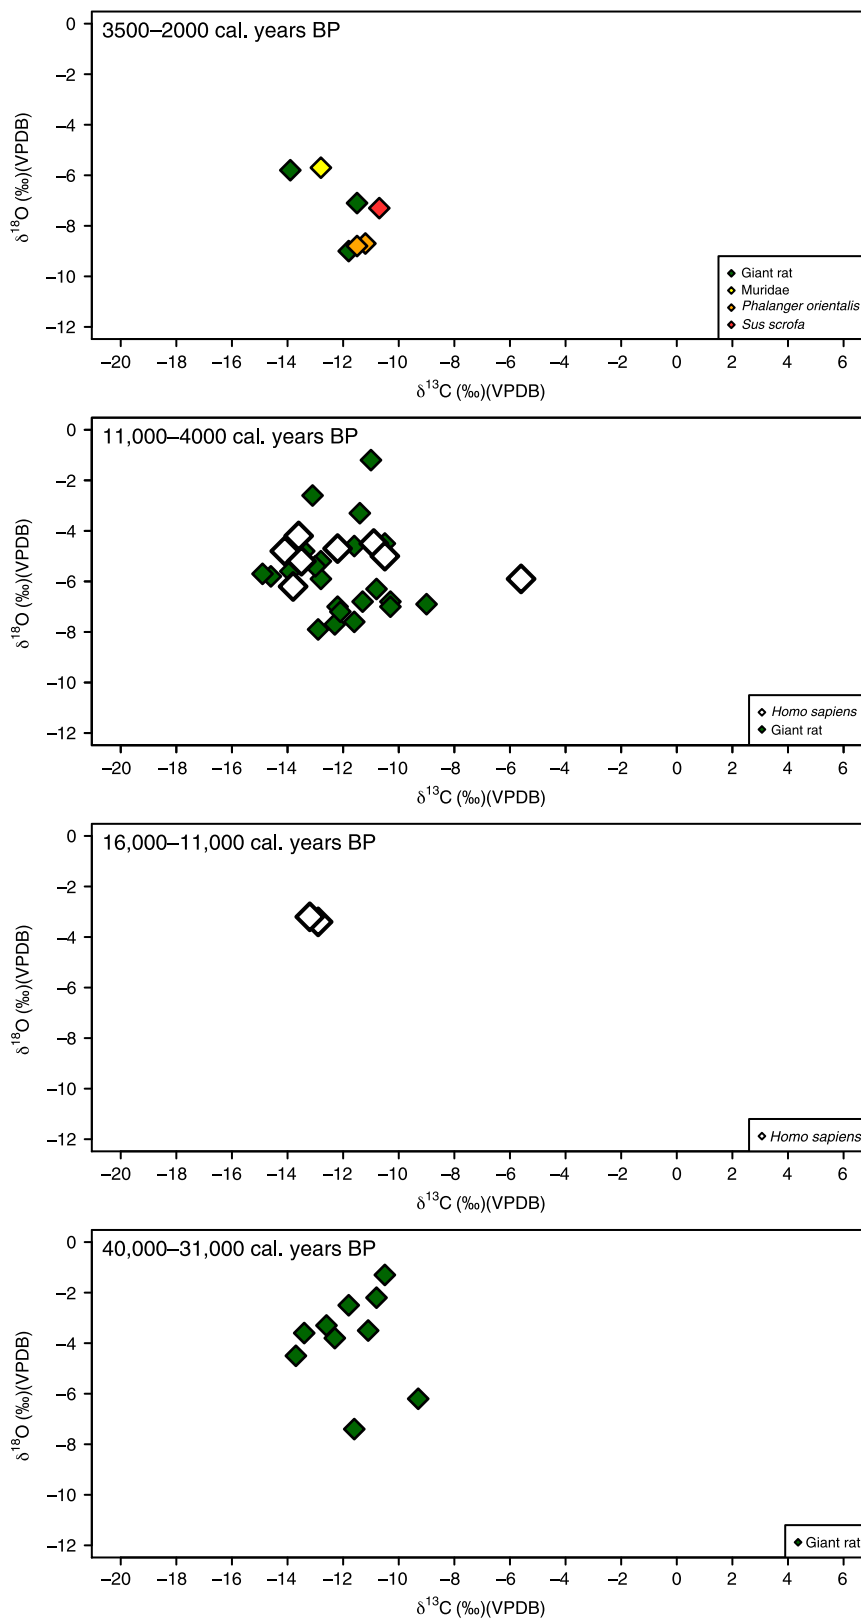 3500–2000 cal. years BP
0
−2
−4
−6
−8
−10
−12
δ18O (‰)(VPDB)
Giant rat
Muridae
Phalanger orientalis
Sus scrofa
−20 −18 −16 −14 −12 −10 −8 −6 −4 −2 0 2 4 6
δ13C (‰)(VPDB)
11,000–4000 cal. years BP
0
−2
−4
−6
−8
−10
−12
δ18O (‰)(VPDB)
Homo sapiens
Giant rat
−20 −18 −16 −14 −12 −10 −8 −6 −4 −2 0 2 4 6
δ13C (‰)(VPDB)
16,000–11,000 cal. years BP
0
−2
−4
−6
−8
−10
−12
δ18O (‰)(VPDB)
Homo sapiens
−20 −18 −16 −14 −12 −10 −8 −6 −4 −2 0 2 4 6
δ13C (‰)(VPDB)
40,000–31,000 cal. years BP
0
−2
−4
−6
−8
−10
−12
δ18O (‰)(VPDB)
Giant rat
−20 −18 −16 −14 −12 −10 −8 −6 −4 −2 0 2 4 6
δ13C (‰)(VPDB)